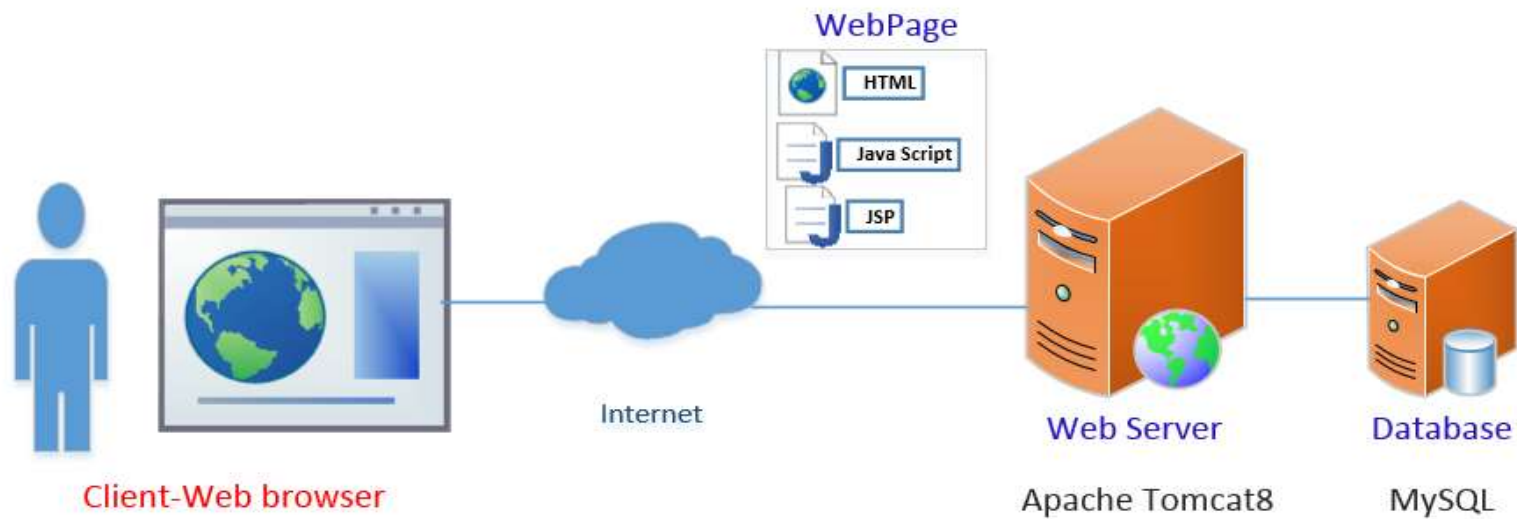 WebPage
HTML
Java Script
JSP
Internet
Web Server
Database
Client-Web browser
Apache Tomcat8
MySQL